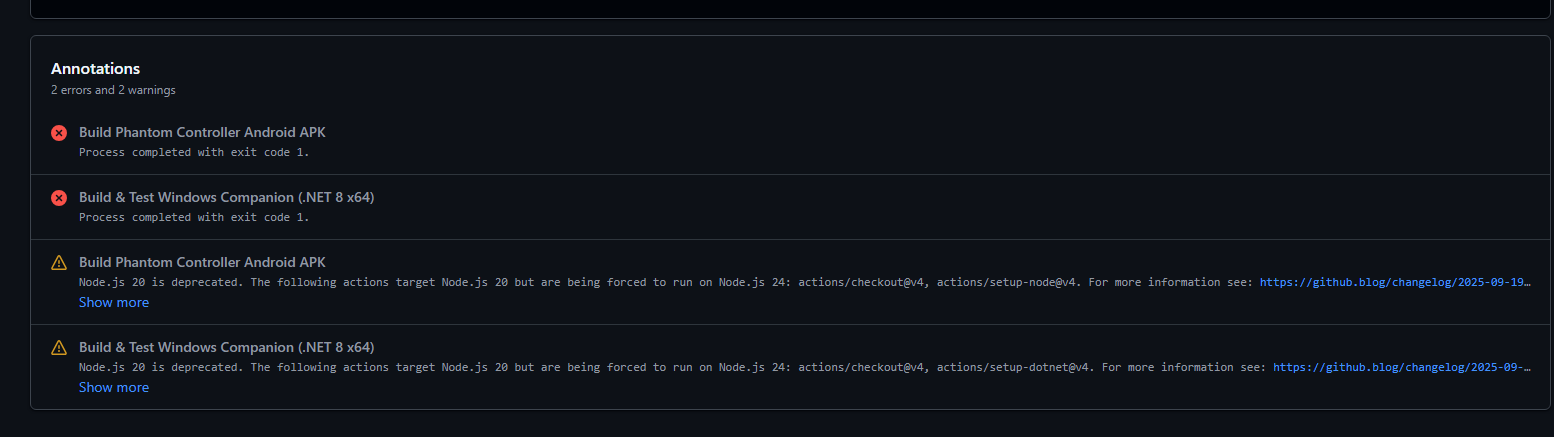 Annotations
2 errors and 2 warnings
Build Phantom Controller Android APK
Process completed with exit code 1.
Build & Test Windows Companion (.NET 8 x64)
Process completed with exit code 1.
Build Phantom Controller Android APK
Node.js 20 is deprecated. The following actions target Node.js 20 but are being forced to run on Node.js 24: actions/checkout@v4, actions/setup-node@v4. For more information see: https://github.blog/changelog/2025-09-19…
Show more
Build & Test Windows Companion (.NET 8 x64)
Node.js 20 is deprecated. The following actions target Node.js 20 but are being forced to run on Node.js 24: actions/checkout@v4, actions/setup-dotnet@v4. For more information see: https://github.blog/changelog/2025-09-…
Show more